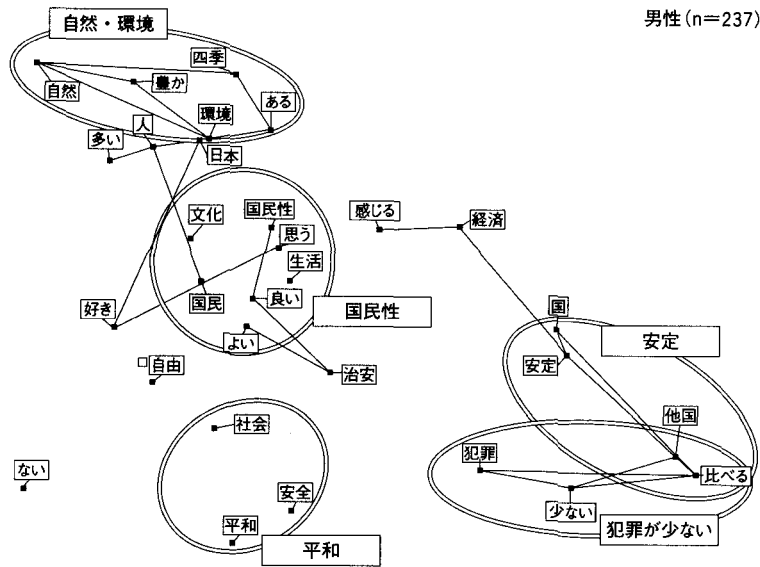 自然・環境
男性(n=237)
四季
自然
豊か
ある
環境
人
多い
日本
文化
国民性
感じる
経済
思う
生活
国民
良い
国民性
好き
国
よい
安定
安定
自由
治安
他国
社会
犯罪
比べる
ない
安全
少ない
平和
犯罪が少ない
平和